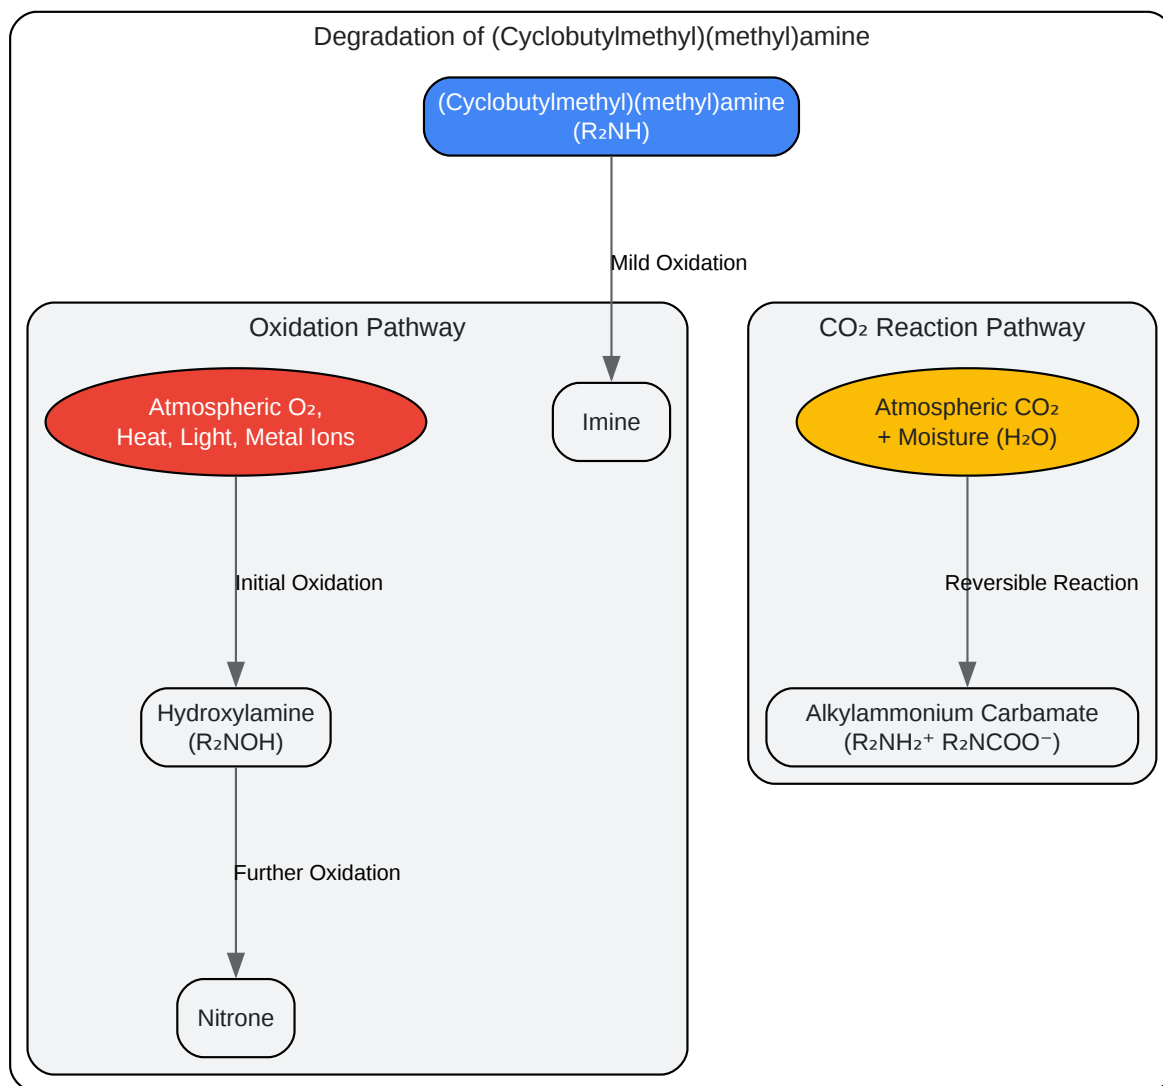 Degradation of (Cyclobutylmethyl)(methyl)amine
(Cyclobutylmethyl)(methyl)amine
(R₂NH)
Mild Oxidation
Oxidation Pathway
Atmospheric O₂,
Heat, Light, Metal Ions
Imine
Initial Oxidation
Hydroxylamine
(R₂NOH)
Further Oxidation
Nitrone
CO₂ Reaction Pathway
Atmospheric CO₂
+ Moisture (H₂O)
Reversible Reaction
Alkylammonium Carbamate
(R₂NH₂⁺ R₂NCOO⁻)